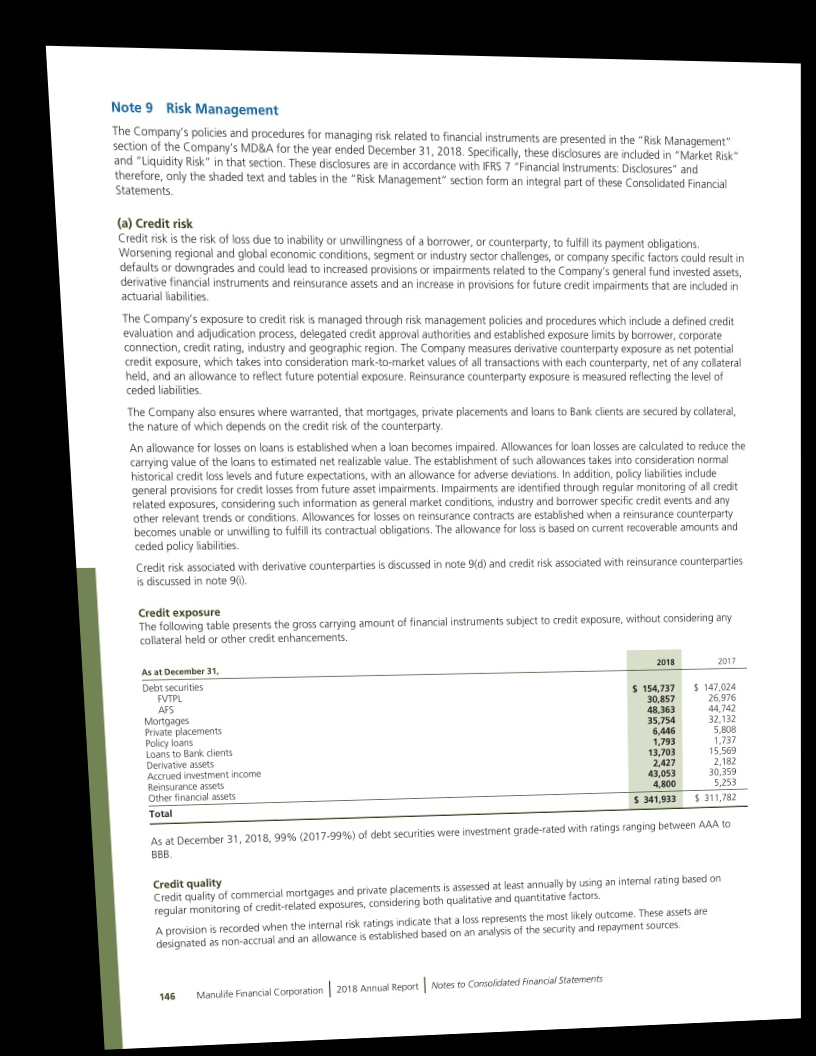 Note 9 Risk Management
The Company's policies and procedures for managing risk related to financial instruments are presented in the "Risk Management"
section of the Company's MD&A for the year ended December 31, 2018. Specifically, these disclosures are included in "Market Risk"
and "Liquidity Risk" in that section. These disclosures are in accordance with IFRS 7 "Financial Instruments: Disclosures" and
therefore, only the shaded text and tables in the "Risk Management" section form an integral part of these Consolidated Financial
Statements.
(a) Credit risk
Credit risk is the risk of loss due to inability or unwillingness of a borrower, or counterparty, to fulfill its payment obligations.
Worsening regional and global economic conditions, segment or industry sector challenges, or company specific factors could result in
defaults or downgrades and could lead to increased provisions or impairments related to the Company's general fund invested assets,
derivative financial instruments and reinsurance assets and an increase in provisions for future credit impairments that are included in
actuarial liabilities.
The Company's exposure to credit risk is managed through risk management policies and procedures which include a defined credit
evaluation and adjudication process, delegated credit approval authorities and established exposure limits by borrower, corporate
connection, credit rating, industry and geographic region. The Company measures derivative counterparty exposure as net potential
credit exposure, which takes into consideration mark-to-market values of all transactions with each counterparty, net of any collateral
held, and an allowance to reflect future potential exposure. Reinsurance counterparty exposure is measured reflecting the level of
ceded liabilities.
The Company also ensures where warranted, that mortgages, private placements and loans to Bank clients are secured by collateral,
the nature of which depends on the credit risk of the counterparty.
An allowance for losses on loans is established when a loan becomes impaired. Allowances for loan losses are calculated to reduce the
carrying value of the loans to estimated net realizable value. The establishment of such allowances takes into consideration normal
historical credit loss levels and future expectations, with an allowance for adverse deviations. In addition, policy liabilities include
general provisions for credit losses from future asset impairments. Impairments are identified through regular monitoring of all credit
related exposures, considering such information as general market conditions, industry and borrower specific credit events and any
other relevant trends or conditions. Allowances for losses on reinsurance contracts are established when a reinsurance counterparty
becomes unable or unwilling to fulfill its contractual obligations. The allowance for loss is based on current recoverable amounts and
ceded policy liabilities.
Credit risk associated with derivative counterparties is discussed in note 9(d) and credit risk associated with reinsurance counterparties
is discussed in note 9(i).
Credit exposure
The following table presents the gross carrying amount of financial instruments subject to credit exposure, without considering any
collateral held or other credit enhancements.
As at December 31, 2018 2017
Debt securities
FVTPL $ 154,737 $ 147,024
AFS 30,857 26,976
Mortgages 48,363 44,742
Private placements 35,754 32,132
Policy loans 6,446 5,808
Loans to Bank clients 1,793 1,737
Derivative assets 13,703 15,569
Accrued investment income 2,427 2,182
Reinsurance assets 43,053 30,359
Other financial assets 4,800 5,253
Total $ 341,933 $ 311,782
As at December 31, 2018, 99% (2017-99%) of debt securities were investment grade-rated with ratings ranging between AAA to
BBB.
Credit quality
Credit quality of commercial mortgages and private placements is assessed at least annually by using an internal rating based on
regular monitoring of credit-related exposures, considering both qualitative and quantitative factors.
A provision is recorded when the internal risk ratings indicate that a loss represents the most likely outcome. These assets are
designated as non-accrual and an allowance is established based on an analysis of the security and repayment sources.
146 Manulife Financial Corporation | 2018 Annual Report | Notes to Consolidated Financial Statements